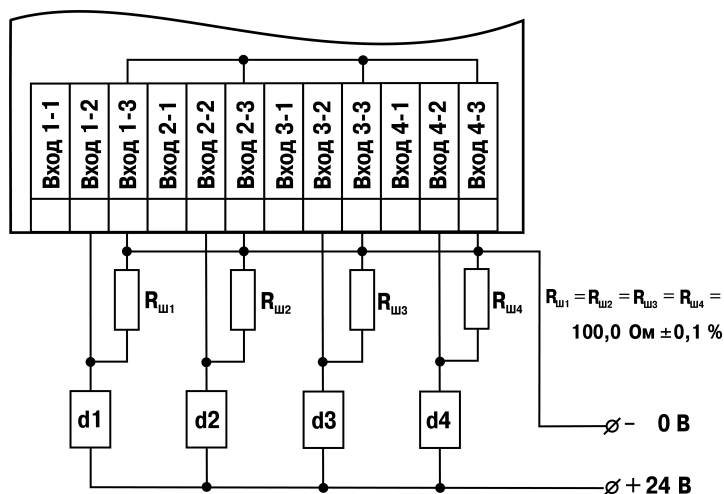 Вход 1-1
Вход 1-2
Вход 1-3
Вход 2-1
Вход 2-2
Вход 2-3
Вход 3-1
Вход 3-2
Вход 3-3
Вход 4-1
Вход 4-2
Вход 4-3
Rш1
Rш2
Rш3
Rш4
Rш1 = Rш2 = Rш3 = Rш4 =
100,0 Ом ±0,1 %
d1
d2
d3
d4
- 0 В
+ 24 В